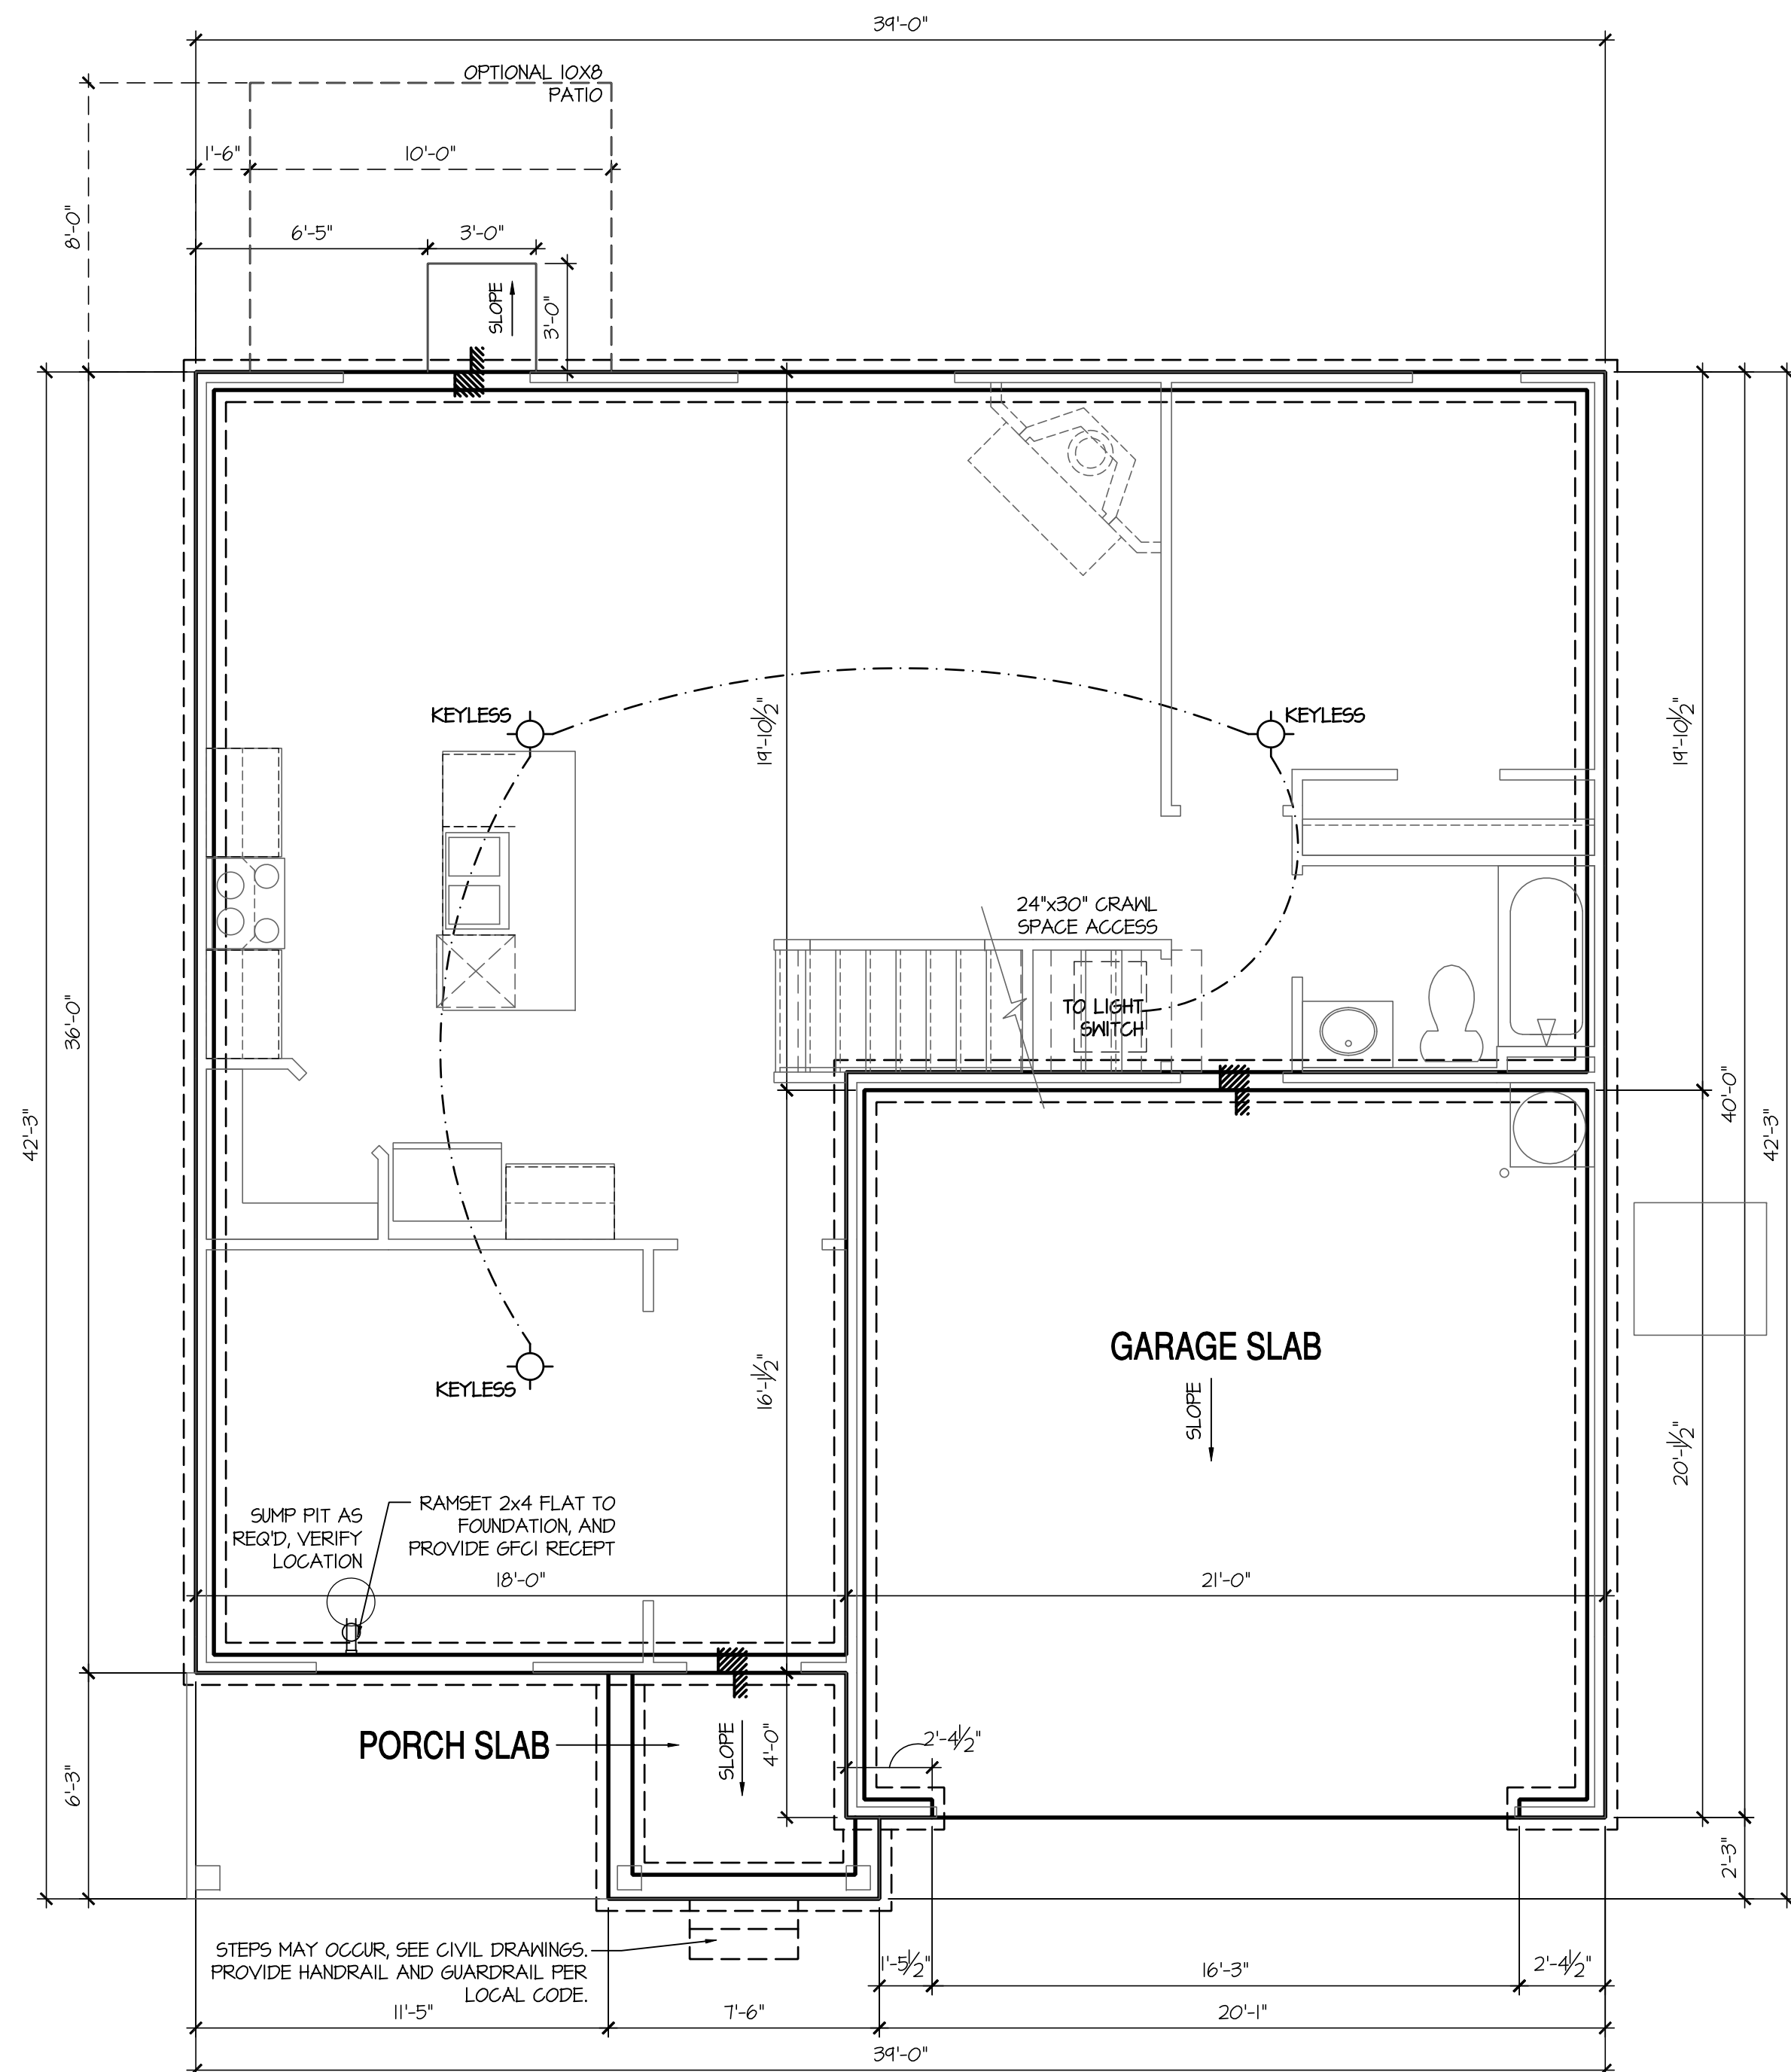 39'-0"
OPTIONAL 10X8
PATIO
1'-6"
10'-0"
8'-0"
6'-5"
3'-0"
SLOPE
3'-0"
KEYLESS
KEYLESS
19'-10½"
19'-10½"
24"x30" CRAWL
SPACE ACCESS
TO LIGHT
SWITCH
36'-0"
42'-3"
40'-0"
42'-3"
GARAGE SLAB
SLOPE
KEYLESS
16'-1½"
20'-1½"
SUMP PIT AS
REQ'D, VERIFY
LOCATION
RAMSET 2x4 FLAT TO
FOUNDATION, AND
PROVIDE GFCI RECEPT
18'-0"
21'-0"
PORCH SLAB
SLOPE
4'-0"
2'-4½"
6'-3"
2'-3"
STEPS MAY OCCUR, SEE CIVIL DRAWINGS.
PROVIDE HANDRAIL AND GUARDRAIL PER
LOCAL CODE.
1'-5½"
16'-3"
2'-4½"
11'-5"
7'-6"
20'-1"
39'-0"